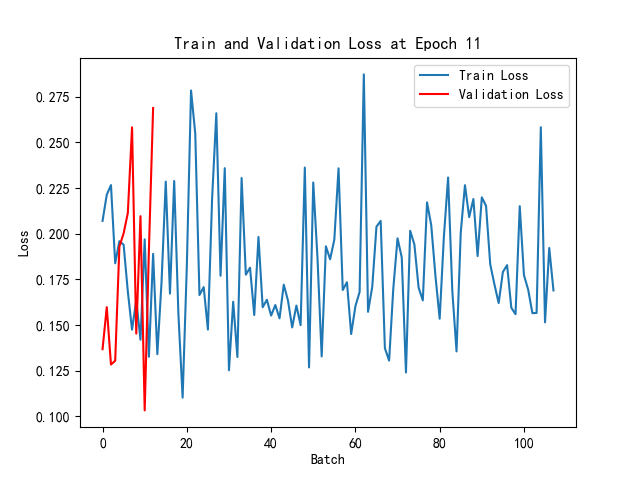 Train and Validation Loss at Epoch 11
Train Loss
Validation Loss
0.275
0.250
0.225
0.200
0.175
0.150
0.125
0.100
Loss
0 20 40 60 80 100
Batch